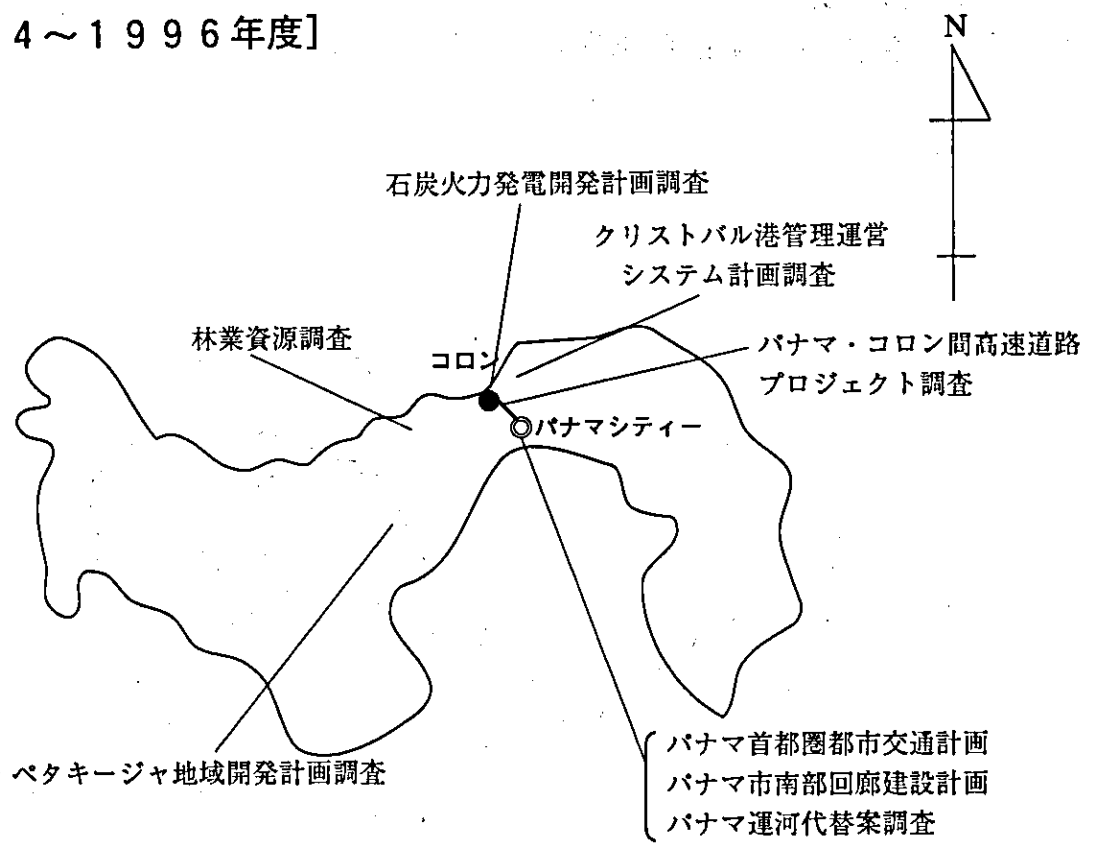 4～1996年度]
N
石炭火力発電開発計画調査
クリストバル港管理運営
システム計画調査
林業資源調査
コロン
パナマ・コロン間高速道路
プロジェクト調査
パナマシティー
ペタキージャ地域開発計画調査
パナマ首都圏都市交通計画
パナマ市南部回廊建設計画
パナマ運河代替案調査